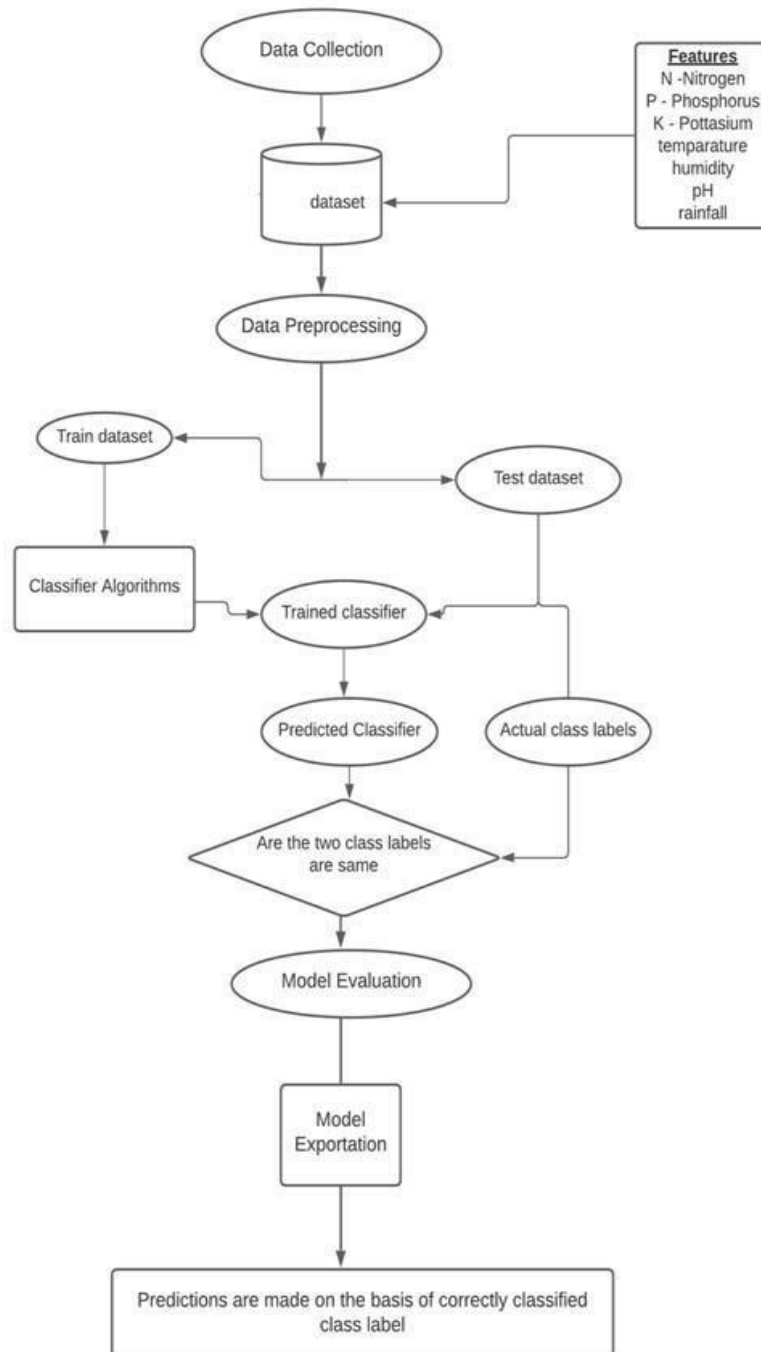 Data Collection
Features
N -Nitrogen
P - Phosphorus
K - Pottasium
temparature
humidity
pH
rainfall
dataset
Data Preprocessing
Train dataset
Test dataset
Classifier Algorithms
Trained classifier
Predicted Classifier
Actual class labels
Are the two class labels
are same
Model Evaluation
Model
Exportation
Predictions are made on the basis of correctly classified
class label